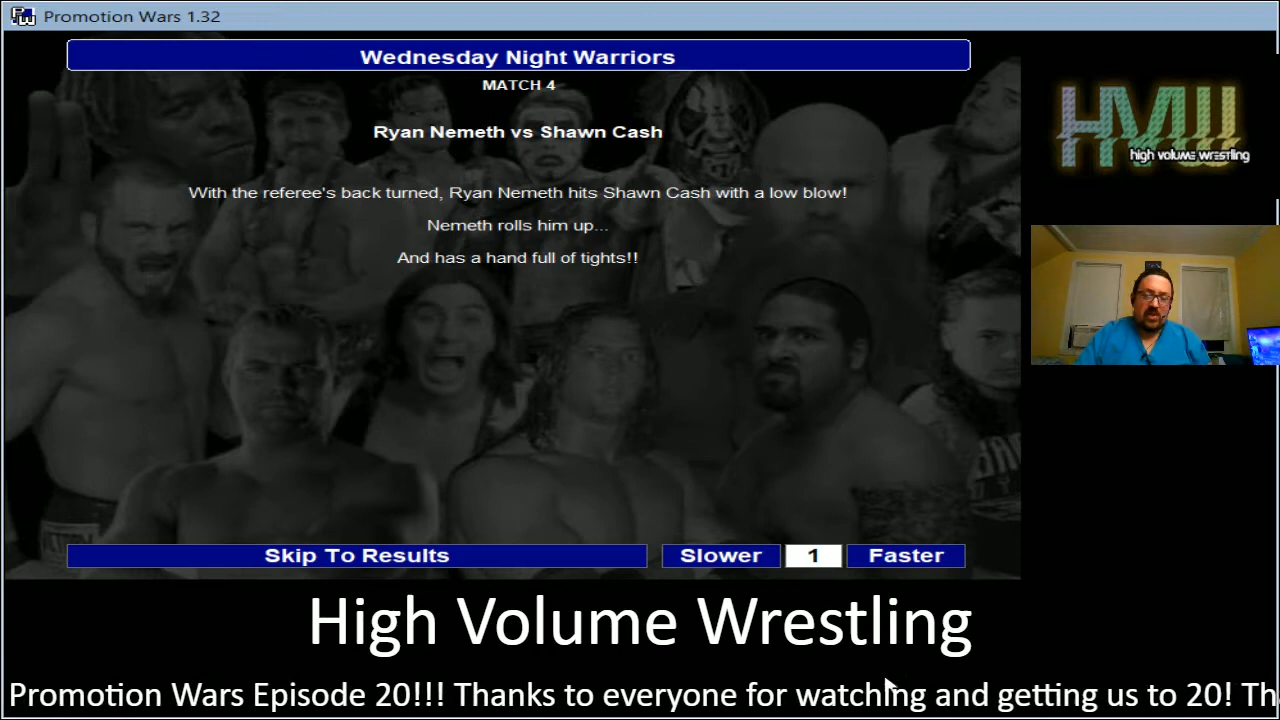 Promotion Wars 1.32
Wednesday Night Warriors
MATCH 4
Ryan Nemeth vs Shawn Cash
With the referee's back turned, Ryan Nemeth hits Shawn Cash with a low blow!
Nemeth rolls him up...
And has a hand full of tights!!
HVW
high volume wrestling
Skip To Results
Slower
1
Faster
High Volume Wrestling
Promotion Wars Episode 20!!! Thanks to everyone for watching and getting us to 20! Th